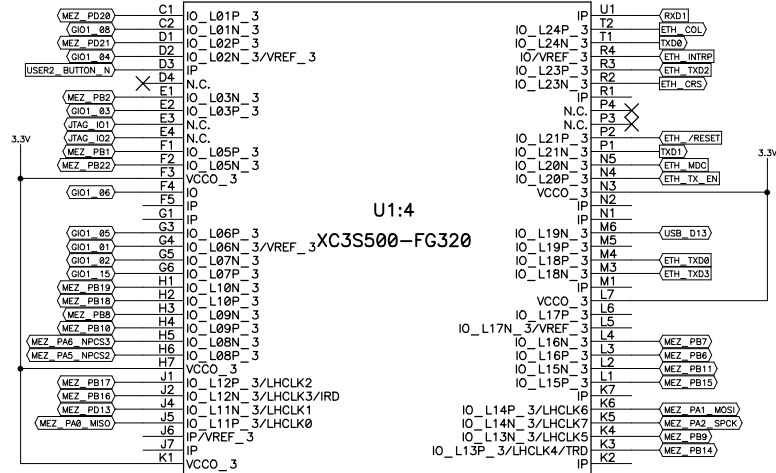 MEZ_PD20 C1 IO_L01P_3
GIO1_08 C2 IO_L01N_3
MEZ_PD21 D1 IO_L02P_3
GIO1_04 D2 IO_L02N_3/VREF_3
USER2_BUTTON_N D3 IP
D4 N.C.
MEZ_PB2 E1 IO_L03N_3
GIO1_03 E2 IO_L03P_3
JTAG_IO1 E3 N.C.
JTAG_IO2 E4 N.C.
3.3V
MEZ_PB1 F1 IO_L05P_3
MEZ_PB22 F2 IO_L05N_3
F3 VCCO_3
GIO1_06 F4 IO
F5 IP
G1 IP
GIO1_05 G3 IO_L06P_3
GIO1_01 G4 IO_L06N_3/VREF_3
GIO1_02 G5 IO_L07N_3
GIO1_15 G6 IO_L07P_3
MEZ_PB19 H1 IO_L10N_3
MEZ_PB18 H2 IO_L10P_3
MEZ_PB8 H3 IO_L09N_3
MEZ_PB10 H4 IO_L09P_3
MEZ_PA6_NPCS3 H5 IO_L08N_3
MEZ_PA5_NPCS2 H6 IO_L08P_3
H7 VCCO_3
MEZ_PB17 J1 IO_L12P_3/LHCLK2
MEZ_PB16 J2 IO_L12N_3/LHCLK3/IRD
MEZ_PD13 J4 IO_L11N_3/LHCLK1
MEZ_PA0_MISO J5 IO_L11P_3/LHCLK0
J6 IP/VREF_3
J7 IP
K1 VCCO_3
U1:4
XC3S500-FG320
IP U1 RXD1
IO_L24P_3 T2 ETH_COL
IO_L24N_3 T1 TXD0
IO/VREF_3 R4 ETH_INTRP
IO_L23P_3 R3 ETH_TXD2
IO_L23N_3 R2 ETH_CRS
IP R1
N.C. P4
N.C. P3
IO_L21P_3 P2 ETH_/RESET
IO_L21N_3 P1 TXD1
3.3V
IO_L20N_3 N5 ETH_MDC
IO_L20P_3 N4 ETH_TX_EN
VCCO_3 N3
IP N2
IP N1
IO_L19N_3 M6 USB_D13
IO_L19P_3 M5
IO_L18P_3 M4 ETH_TXD0
IO_L18N_3 M3 ETH_TXD3
IP M1
VCCO_3 L7
IO_L17P_3 L6
IO_L17N_3/VREF_3 L5
IO_L16N_3 L4 MEZ_PB7
IO_L16P_3 L3 MEZ_PB6
IO_L15N_3 L2 MEZ_PB11
IO_L15P_3 L1 MEZ_PB15
IP K7
IO_L14P_3/LHCLK6 K6 MEZ_PA1_MOSI
IO_L14N_3/LHCLK7 K5 MEZ_PA2_SPCK
IO_L13N_3/LHCLK5 K4 MEZ_PB9
IO_L13P_3/LHCLK4/TRD K3 MEZ_PB14
IP K2